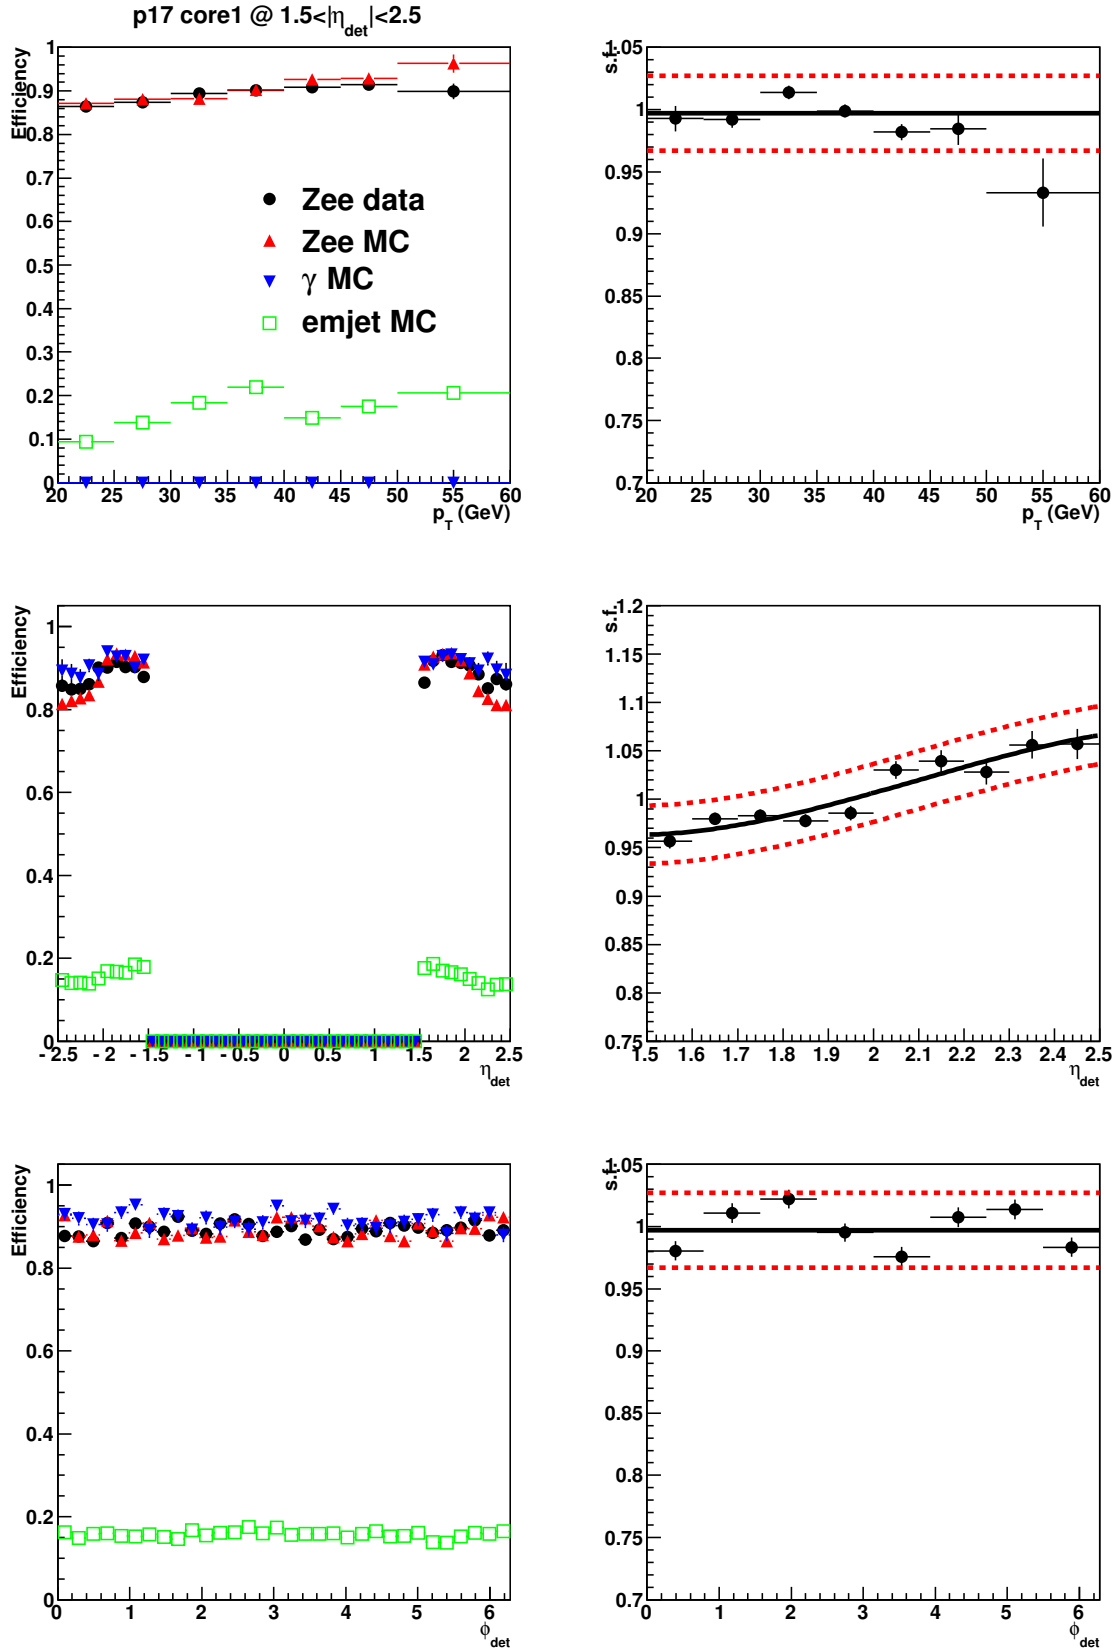 p17 core1 @ 1.5<|η_det|<2.5
Efficiency
1
0.9
0.8
0.7
0.6
0.5
0.4
0.3
0.2
0.1
0
Zee data
Zee MC
γ MC
emjet MC
20 25 30 35 40 45 50 55 60
p_T (GeV)
s.f.
1.05
1
0.95
0.9
0.85
0.8
0.75
0.7
20 25 30 35 40 45 50 55 60
p_T (GeV)
Efficiency
1
0.8
0.6
0.4
0.2
0
-2.5 -2 -1.5 -1 -0.5 0 0.5 1 1.5 2 2.5
η_det
s.f.
1.2
1.15
1.1
1.05
1
0.95
0.9
0.85
0.8
0.75
1.5 1.6 1.7 1.8 1.9 2 2.1 2.2 2.3 2.4 2.5
η_det
Efficiency
1
0.8
0.6
0.4
0.2
0
0 1 2 3 4 5 6
ϕ_det
s.f.
1.05
1
0.95
0.9
0.85
0.8
0.75
0.7
0 1 2 3 4 5 6
ϕ_det